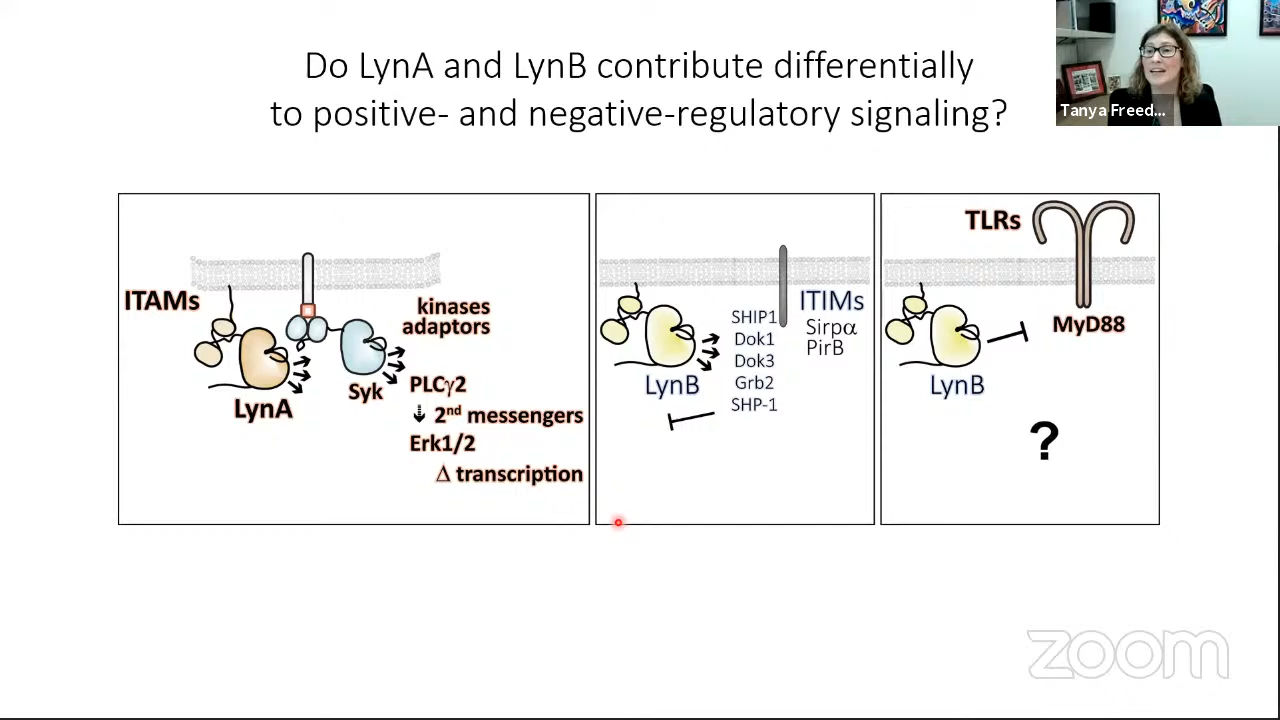 Do LynA and LynB contribute differentially
to positive- and negative-regulatory signaling?
Tanya Freed...
ITAMs
LynA
Syk
kinases
adaptors
PLCγ2
2nd messengers
Erk1/2
Δ transcription
LynB
SHIP1
Dok1
Dok3
Grb2
SHP-1
ITIMs
Sirpα
PirB
TLRs
MyD88
LynB
?
zoom